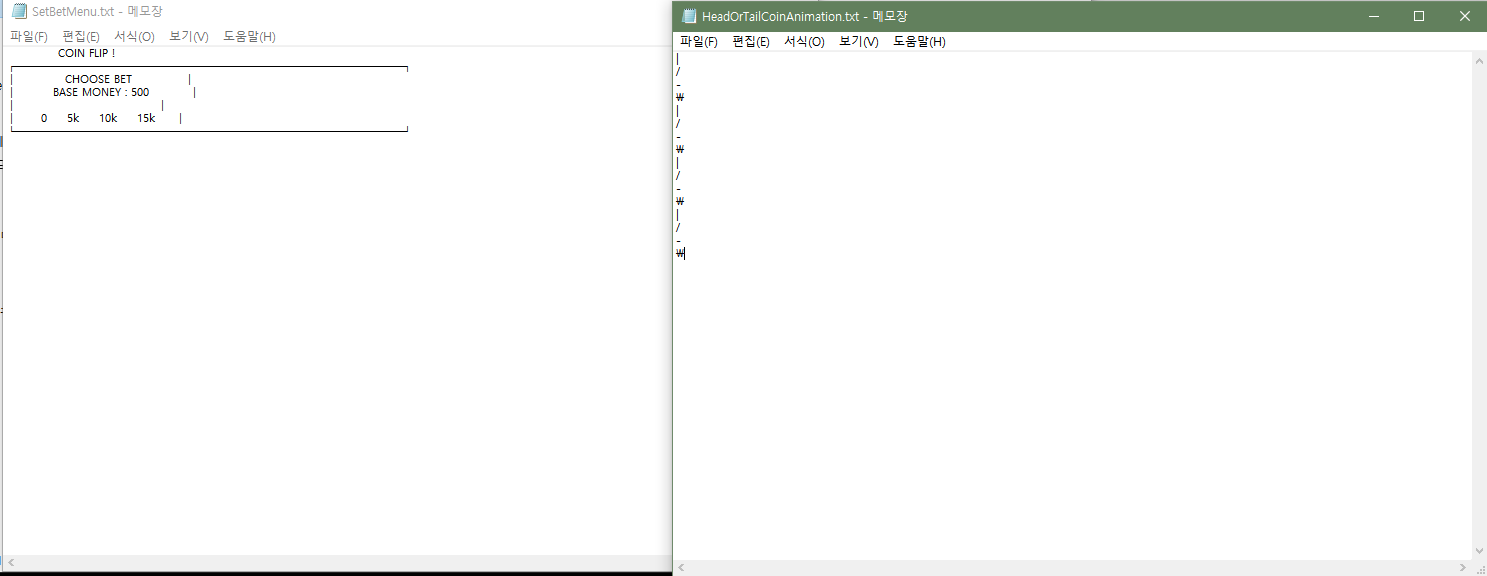 SetBetMenu.txt - 메모장
파일(F) 편집(E) 서식(O) 보기(V) 도움말(H)
COIN FLIP !
┌─────────────────────────────────┐
| CHOOSE BET |
| BASE MONEY : 500 |
| |
| 0 5k 10k 15k |
└─────────────────────────────────┘
HeadOrTailCoinAnimation.txt - 메모장
파일(F) 편집(E) 서식(O) 보기(V) 도움말(H)
|
/
-
₩
|
/
-
₩
|
/
-
₩
|
/
-
₩